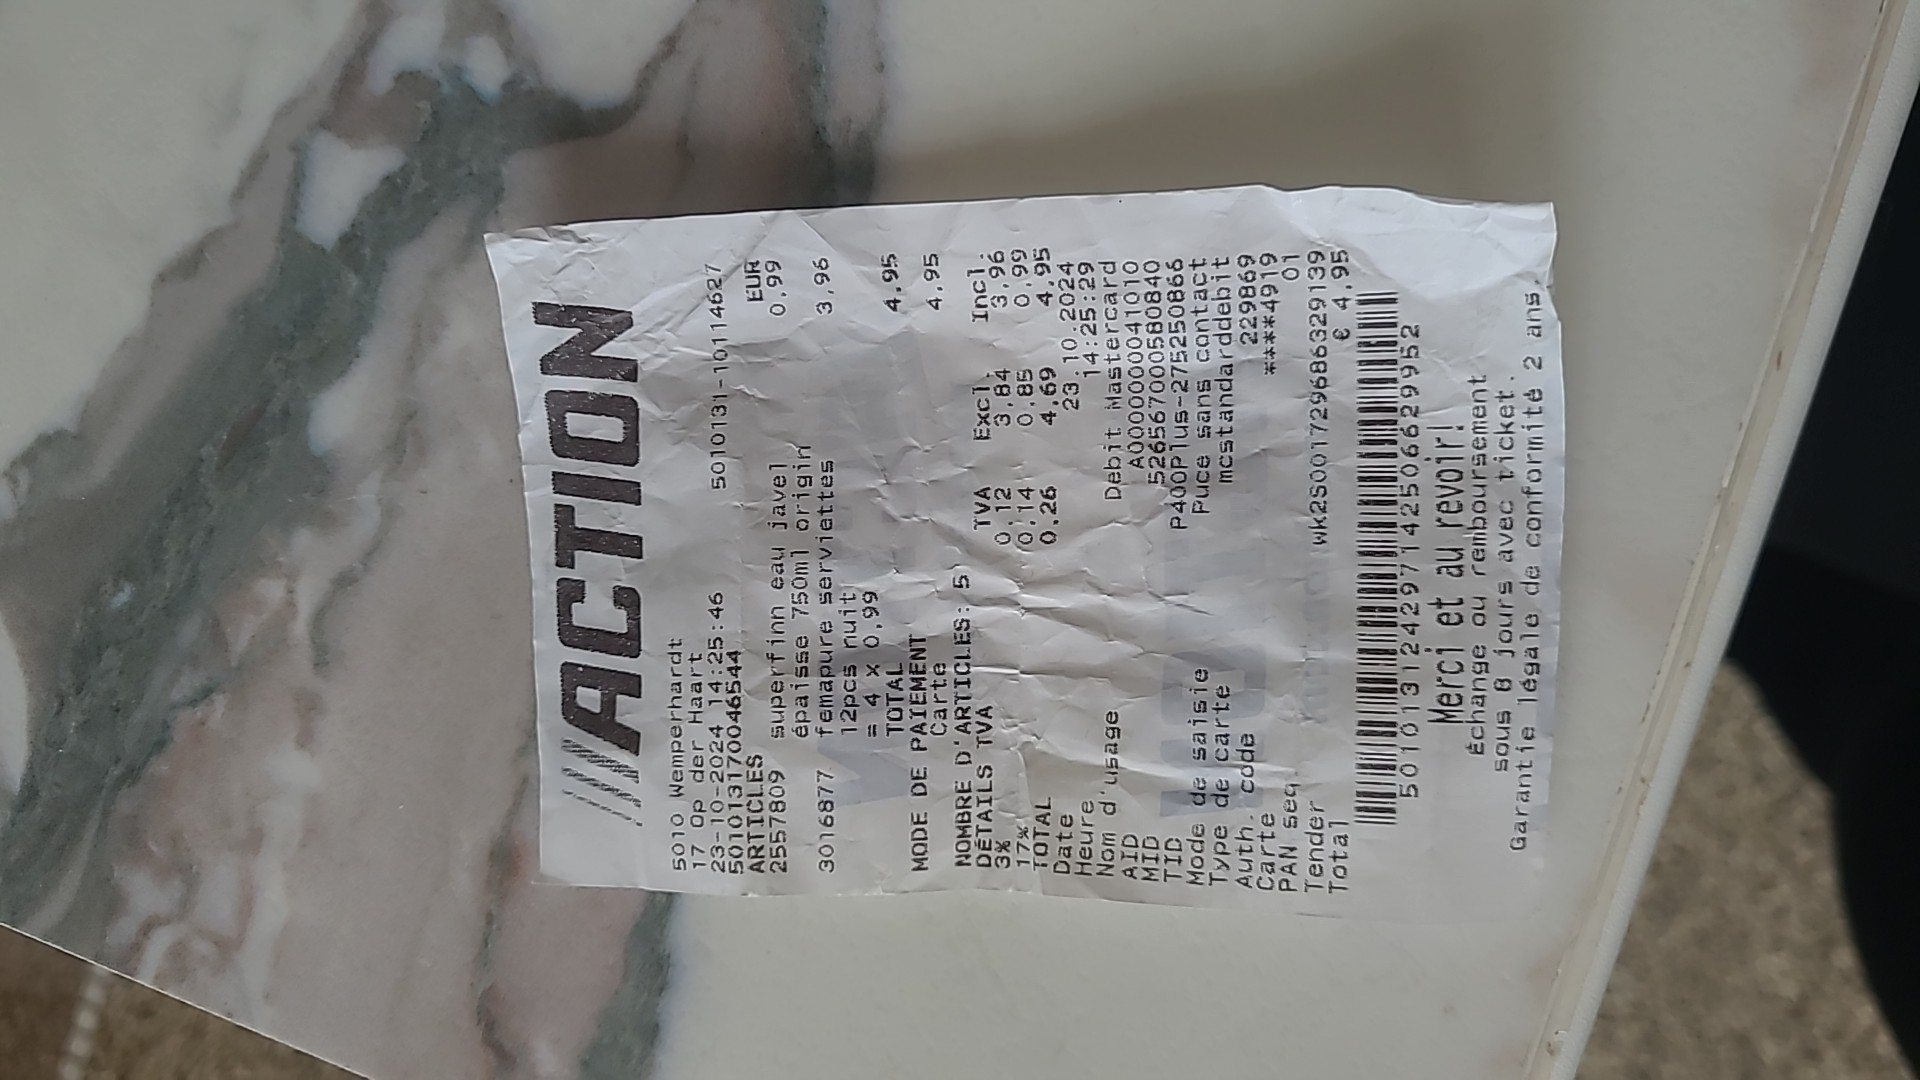 ACTION
5010 Wemperhardt
17 Op der Haart
23-10-2024 14:25:46 5010131-10114627
5010131700046544
ARTICLES EUR
2557809 superfinn eau javel 0,99
épaisse 750ml origin
3016877 femapure serviettes 3,96
12pcs nuit
= 4 x 0,99
TOTAL 4,95
MODE DE PAIEMENT
Carte 4,95
NOMBRE D'ARTICLES: 5
DÉTAILS TVA TVA Excl. Incl.
3% 0,12 3,84 3,96
17% 0,14 0,85 0,99
TOTAL 0,26 4,69 4,95
Date 23.10.2024
Heure 14:25:29
Nom d'usage Debit Mastercard
AID A0000000041010
MID 526567000580840
TID P400Plus-275250866
Mode de saisie Puce sans contact
Type de carte mcstandarddebit
Auth. code 229869
Carte ****4919
PAN seq 01
Tender wk2S001729686329139
Total € 4,95
501013124297142506629952
Merci et au revoir!
Échange ou remboursement
sous 8 jours avec ticket.
Garantie légale de conformité 2 ans.